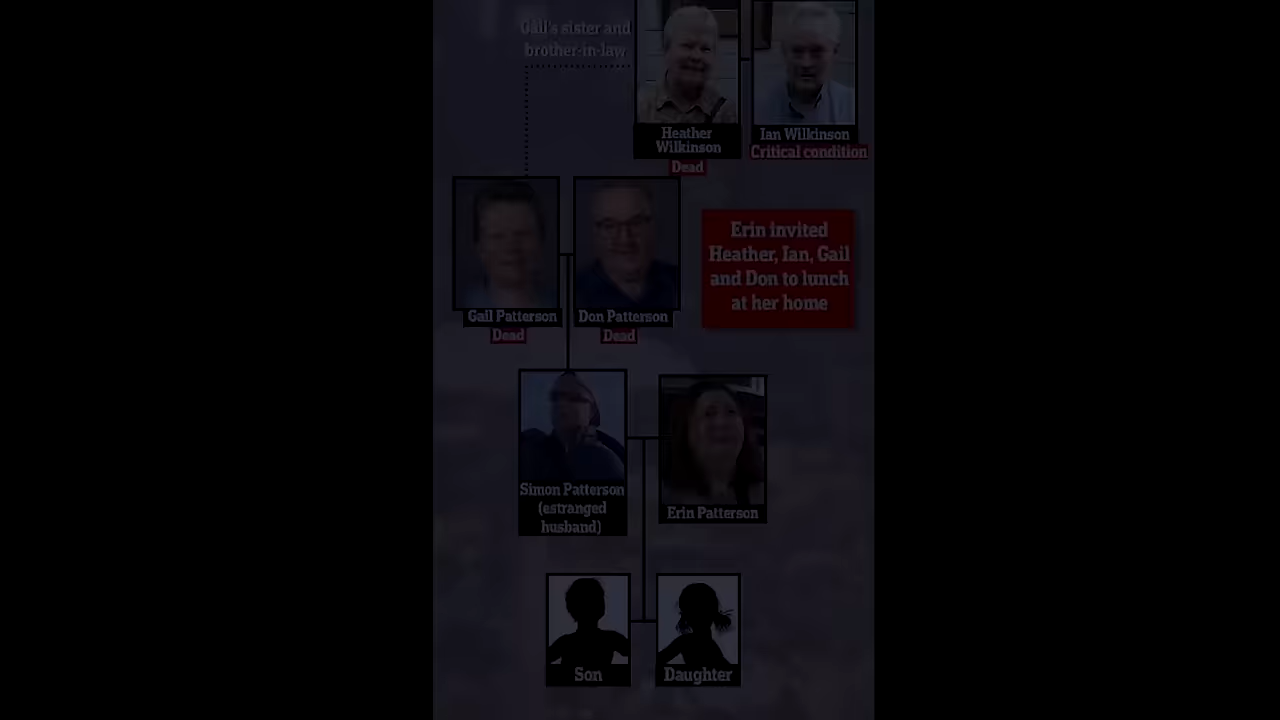 Gail's sister and
brother-in-law
Heather
Wilkinson
Dead
Ian Wilkinson
Critical condition
Gail Patterson
Dead
Don Patterson
Dead
Erin invited
Heather, Ian, Gail
and Don to lunch
at her home
Simon Patterson
(estranged
husband)
Erin Patterson
Son
Daughter